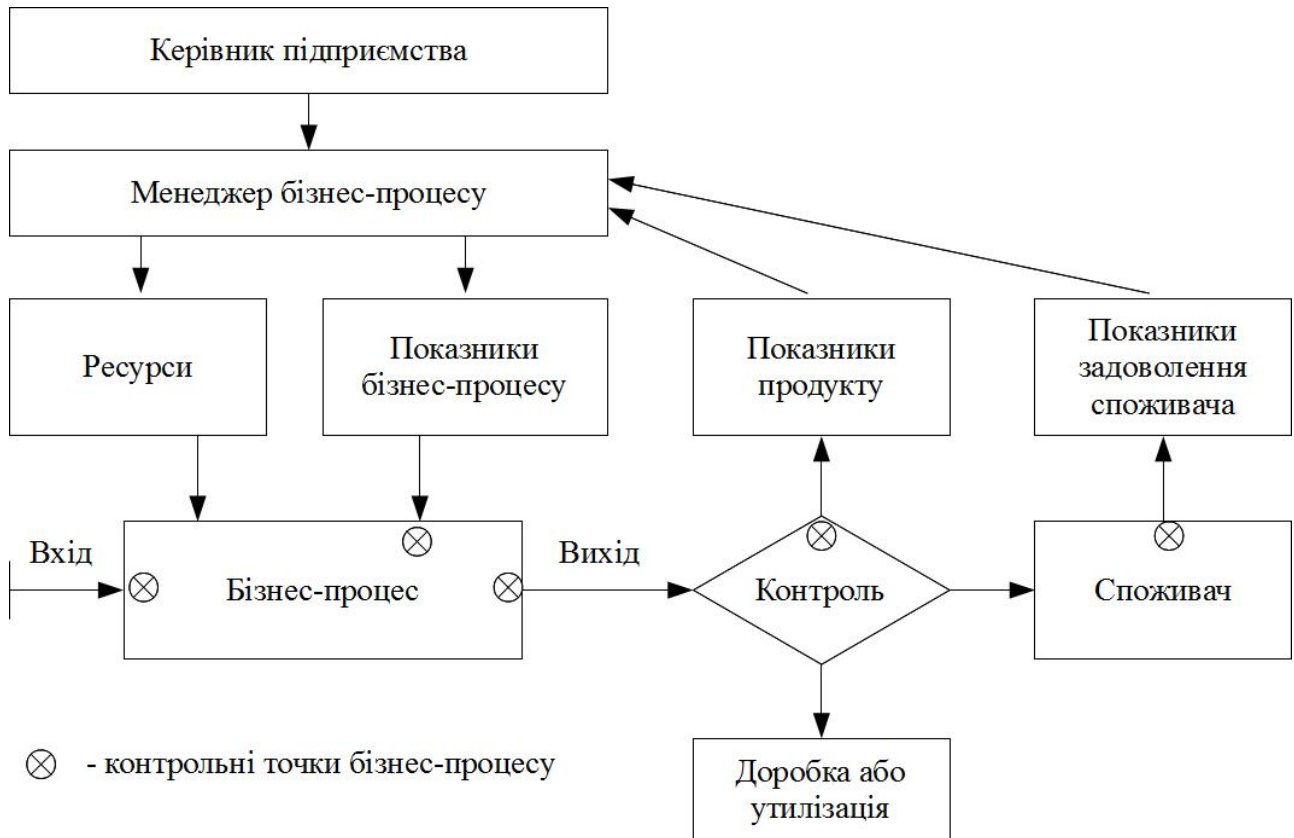 Керівник підприємства
Менеджер бізнес-процесу
Ресурси
Показники
бізнес-процесу
Показники
продукту
Показники
задоволення
споживача
Вхід
Бізнес-процес
Вихід
Контроль
Споживач
- контрольні точки бізнес-процесу
Доробка або
утилізація